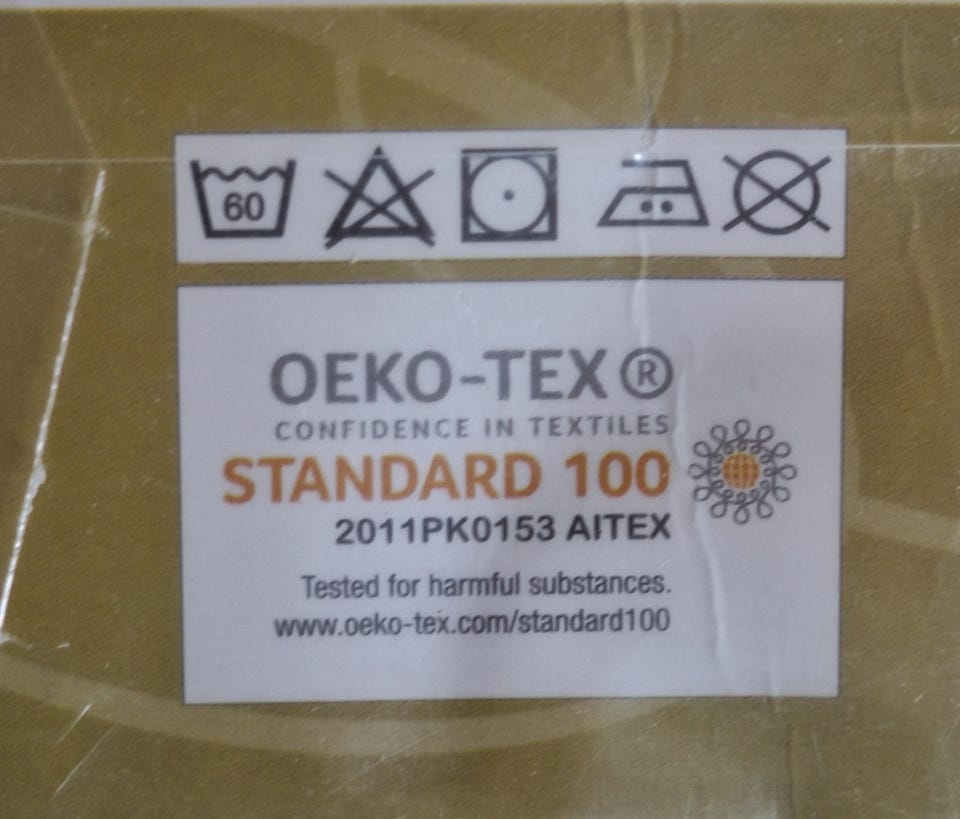 60
OEKO-TEX®
CONFIDENCE IN TEXTILES
STANDARD 100
2011PK0153 AITEX
Tested for harmful substances.
www.oeko-tex.com/standard100